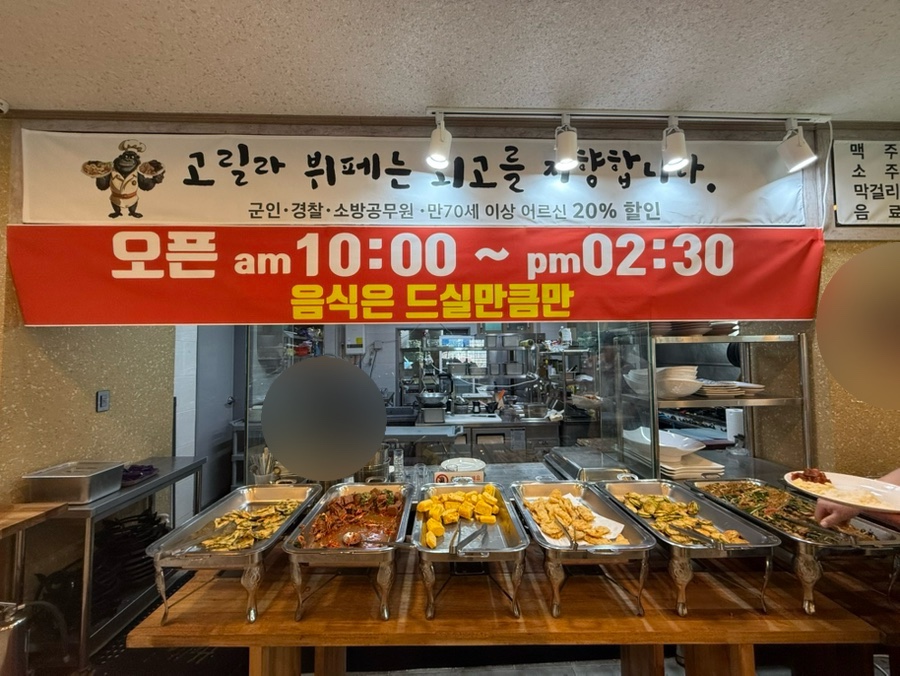 고릴라 뷔페는 최고를 지향합니다.
군인·경찰·소방공무원·만70세 이상 어르신 20% 할인
오픈 am10:00 ~ pm02:30
음식은 드실만큼만
맥 주
소 주
막걸리
음 료